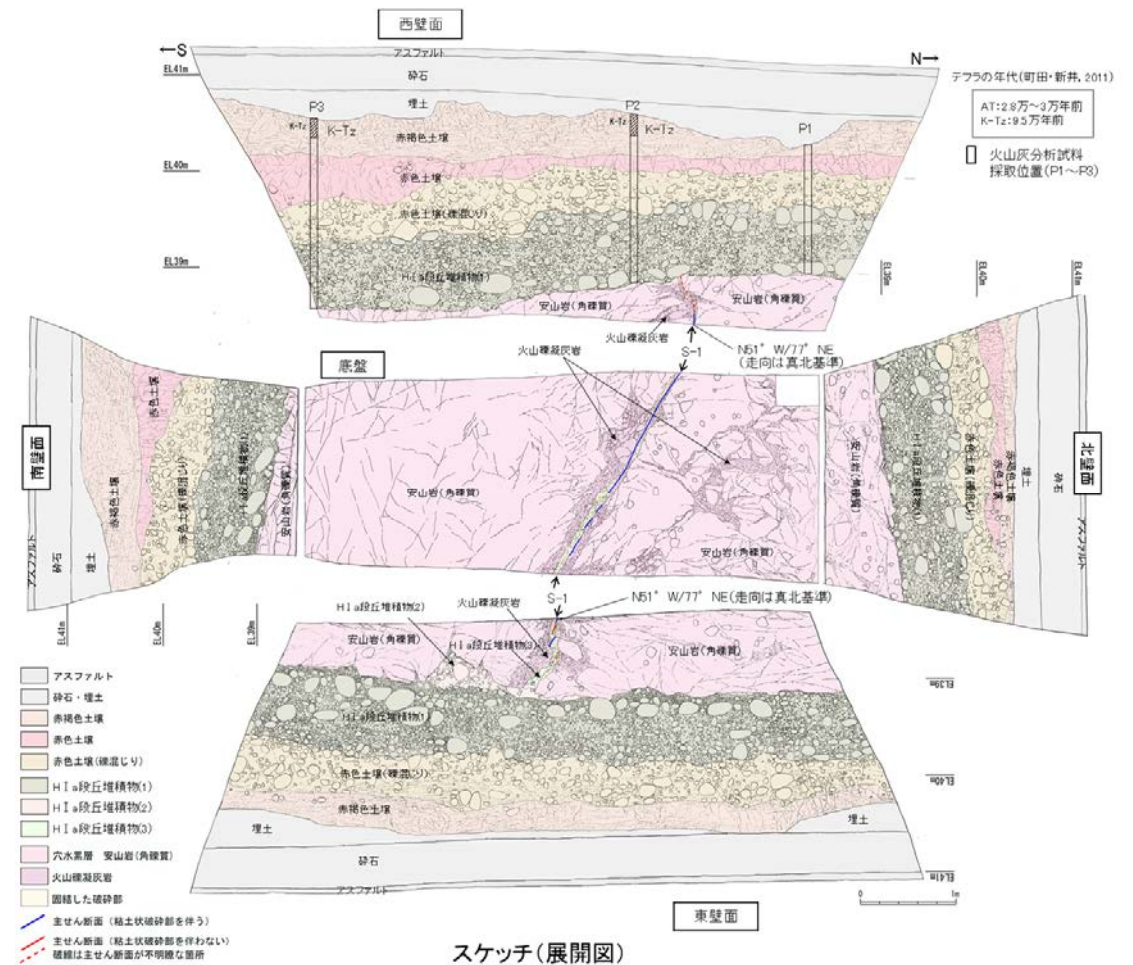 西壁面
←S
N→
アスファルト
EL41m
砕石
テフラの年代(町田・新井, 2011)
AT:2.8万～3万年前
K-Tz:9.5万年前
火山灰分析試料
採取位置(P1～P3)
P3
埋土
P2
P1
K-Tz
K-Tz
K-Tz
K-Tz
赤褐色土壌
EL40m
赤色土壌
赤色土壌(礫混じり)
EL39m
HⅠa段丘堆積物(1)
安山岩(角礫質)
安山岩(角礫質)
火山礫凝灰岩
火山礫凝灰岩
S-1
N51°W/77°NE
(走向は真北基準)
EL39m
EL40m
EL41m
底盤
南壁面
アスファルト
砕石
埋土
赤褐色土壌
赤色土壌
赤色土壌(礫混じり)
HⅠa段丘堆積物(1)
安山岩(角礫質)
安山岩(角礫質)
安山岩(角礫質)
安山岩(角礫質)
HⅠa段丘堆積物(1)
赤色土壌(礫混じり)
赤色土壌
赤褐色土壌
埋土
砕石
アスファルト
北壁面
EL41m
EL40m
EL39m
S-1
N51°W/77°NE(走向は真北基準)
HⅠa段丘堆積物(2)
火山礫凝灰岩
安山岩(角礫質)
HⅠa段丘堆積物(3)
安山岩(角礫質)
EL39m
HⅠa段丘堆積物(1)
赤色土壌(礫混じり)
EL40m
赤褐色土壌
埋土
埋土
砕石
EL41m
アスファルト
0 1m
東壁面
アスファルト
砕石・埋土
赤褐色土壌
赤色土壌
赤色土壌(礫混じり)
HⅠa段丘堆積物(1)
HⅠa段丘堆積物(2)
HⅠa段丘堆積物(3)
穴水累層 安山岩(角礫質)
火山礫凝灰岩
固結した破砕部
主せん断面(粘土状破砕部を伴う)
主せん断面(粘土状破砕部を伴わない)
破線は主せん断面が不明瞭な箇所
スケッチ(展開図)